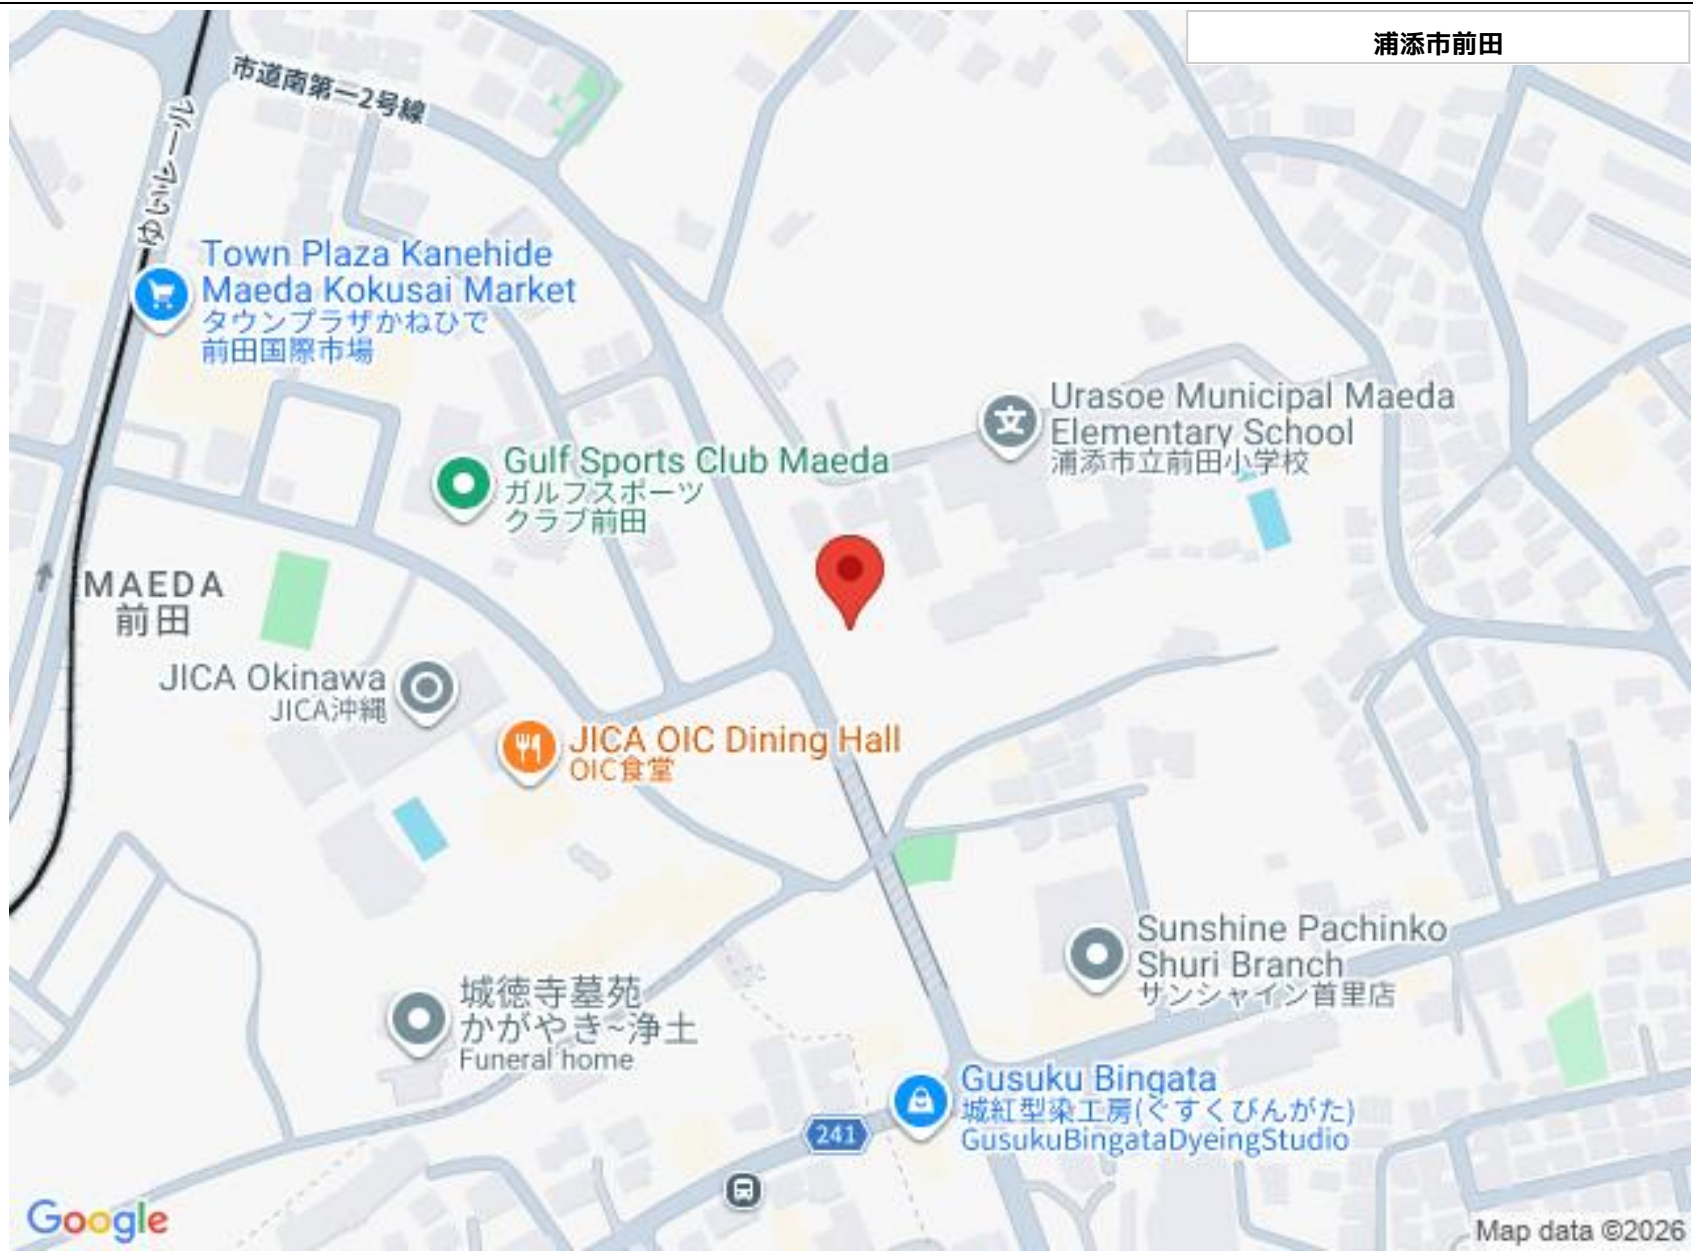 浦添市前田
市道南第一2号線
ゆいレール
Town Plaza Kanehide
Maeda Kokusai Market
タウンプラザかねひで
前田国際市場
Urasoe Municipal Maeda
Elementary School
浦添市立前田小学校
Gulf Sports Club Maeda
ガルフスポーツ
クラブ前田
MAEDA
前田
JICA Okinawa
JICA沖縄
JICA OIC Dining Hall
OIC食堂
Sunshine Pachinko
Shuri Branch
サンシャイン首里店
城徳寺墓苑
かがやき~浄土
Funeral home
Gusuku Bingata
城紅型染工房(ぐすくびんがた)
GusukuBingataDyeingStudio
241
Google
Map data ©2026